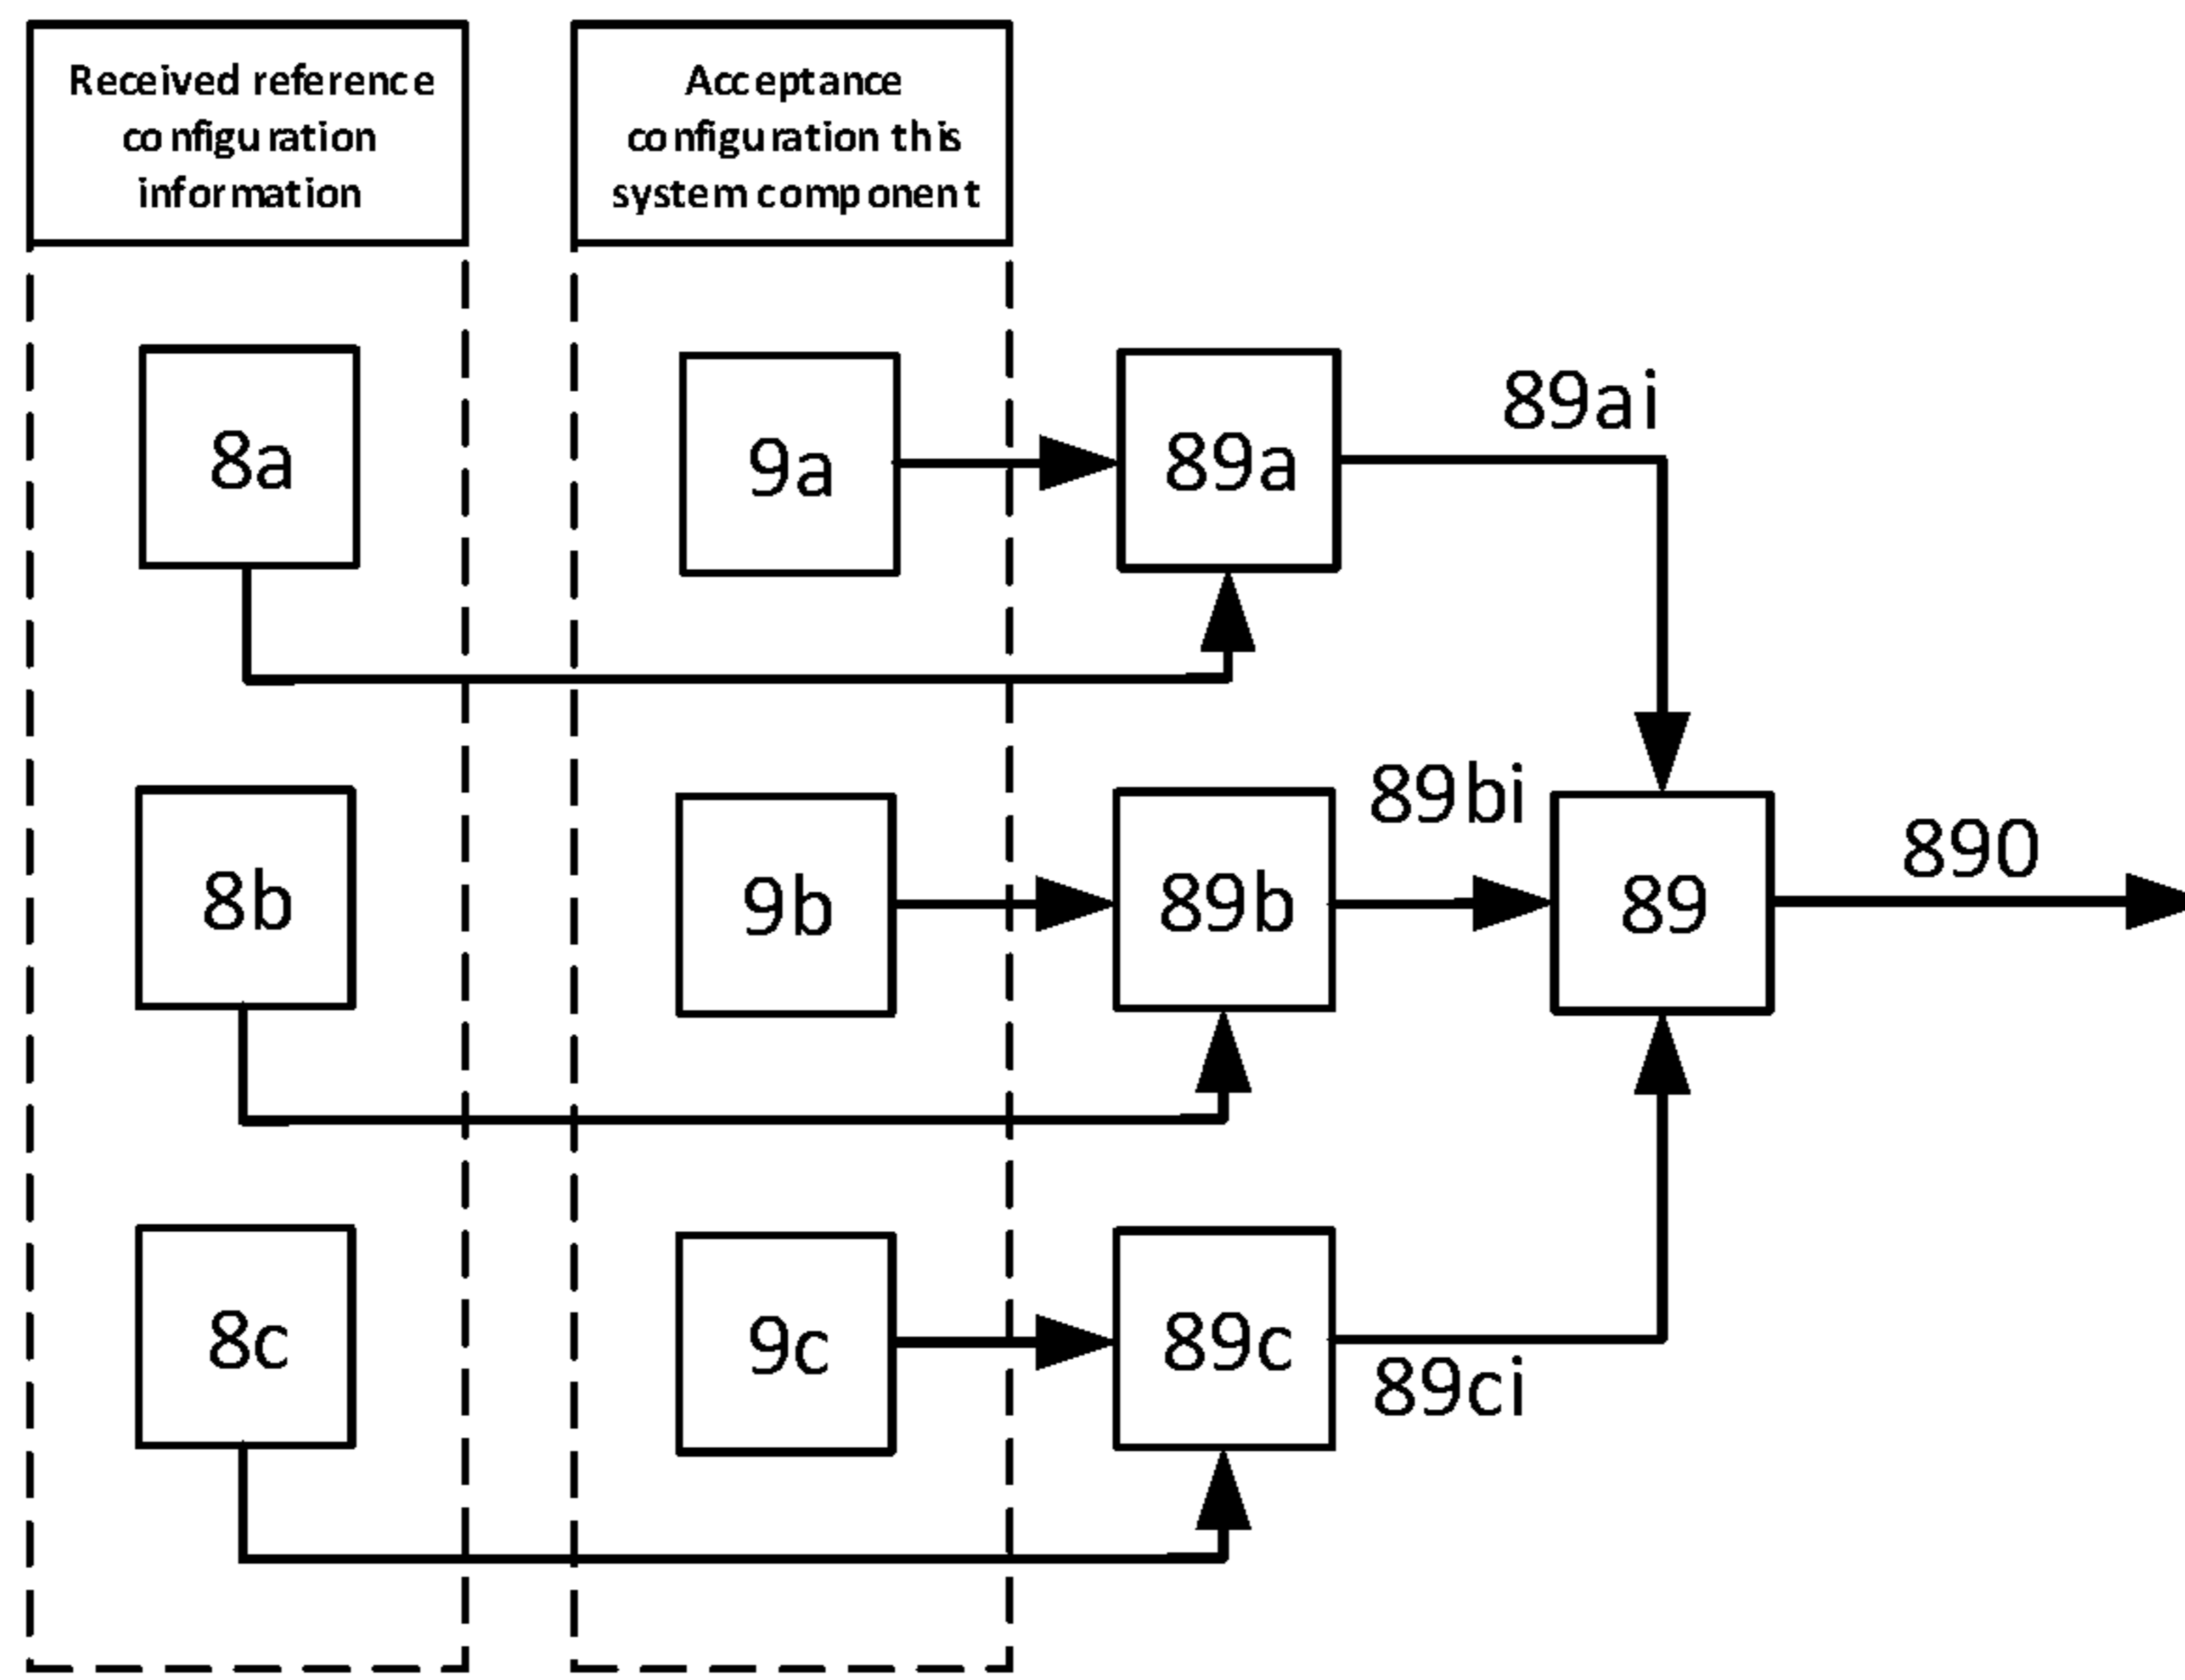 Received reference
configuration
information
Acceptance
configuration this
system component
8a
9a
89a
89ai
8b
9b
89b
89bi
89
890
8c
9c
89c
89ci